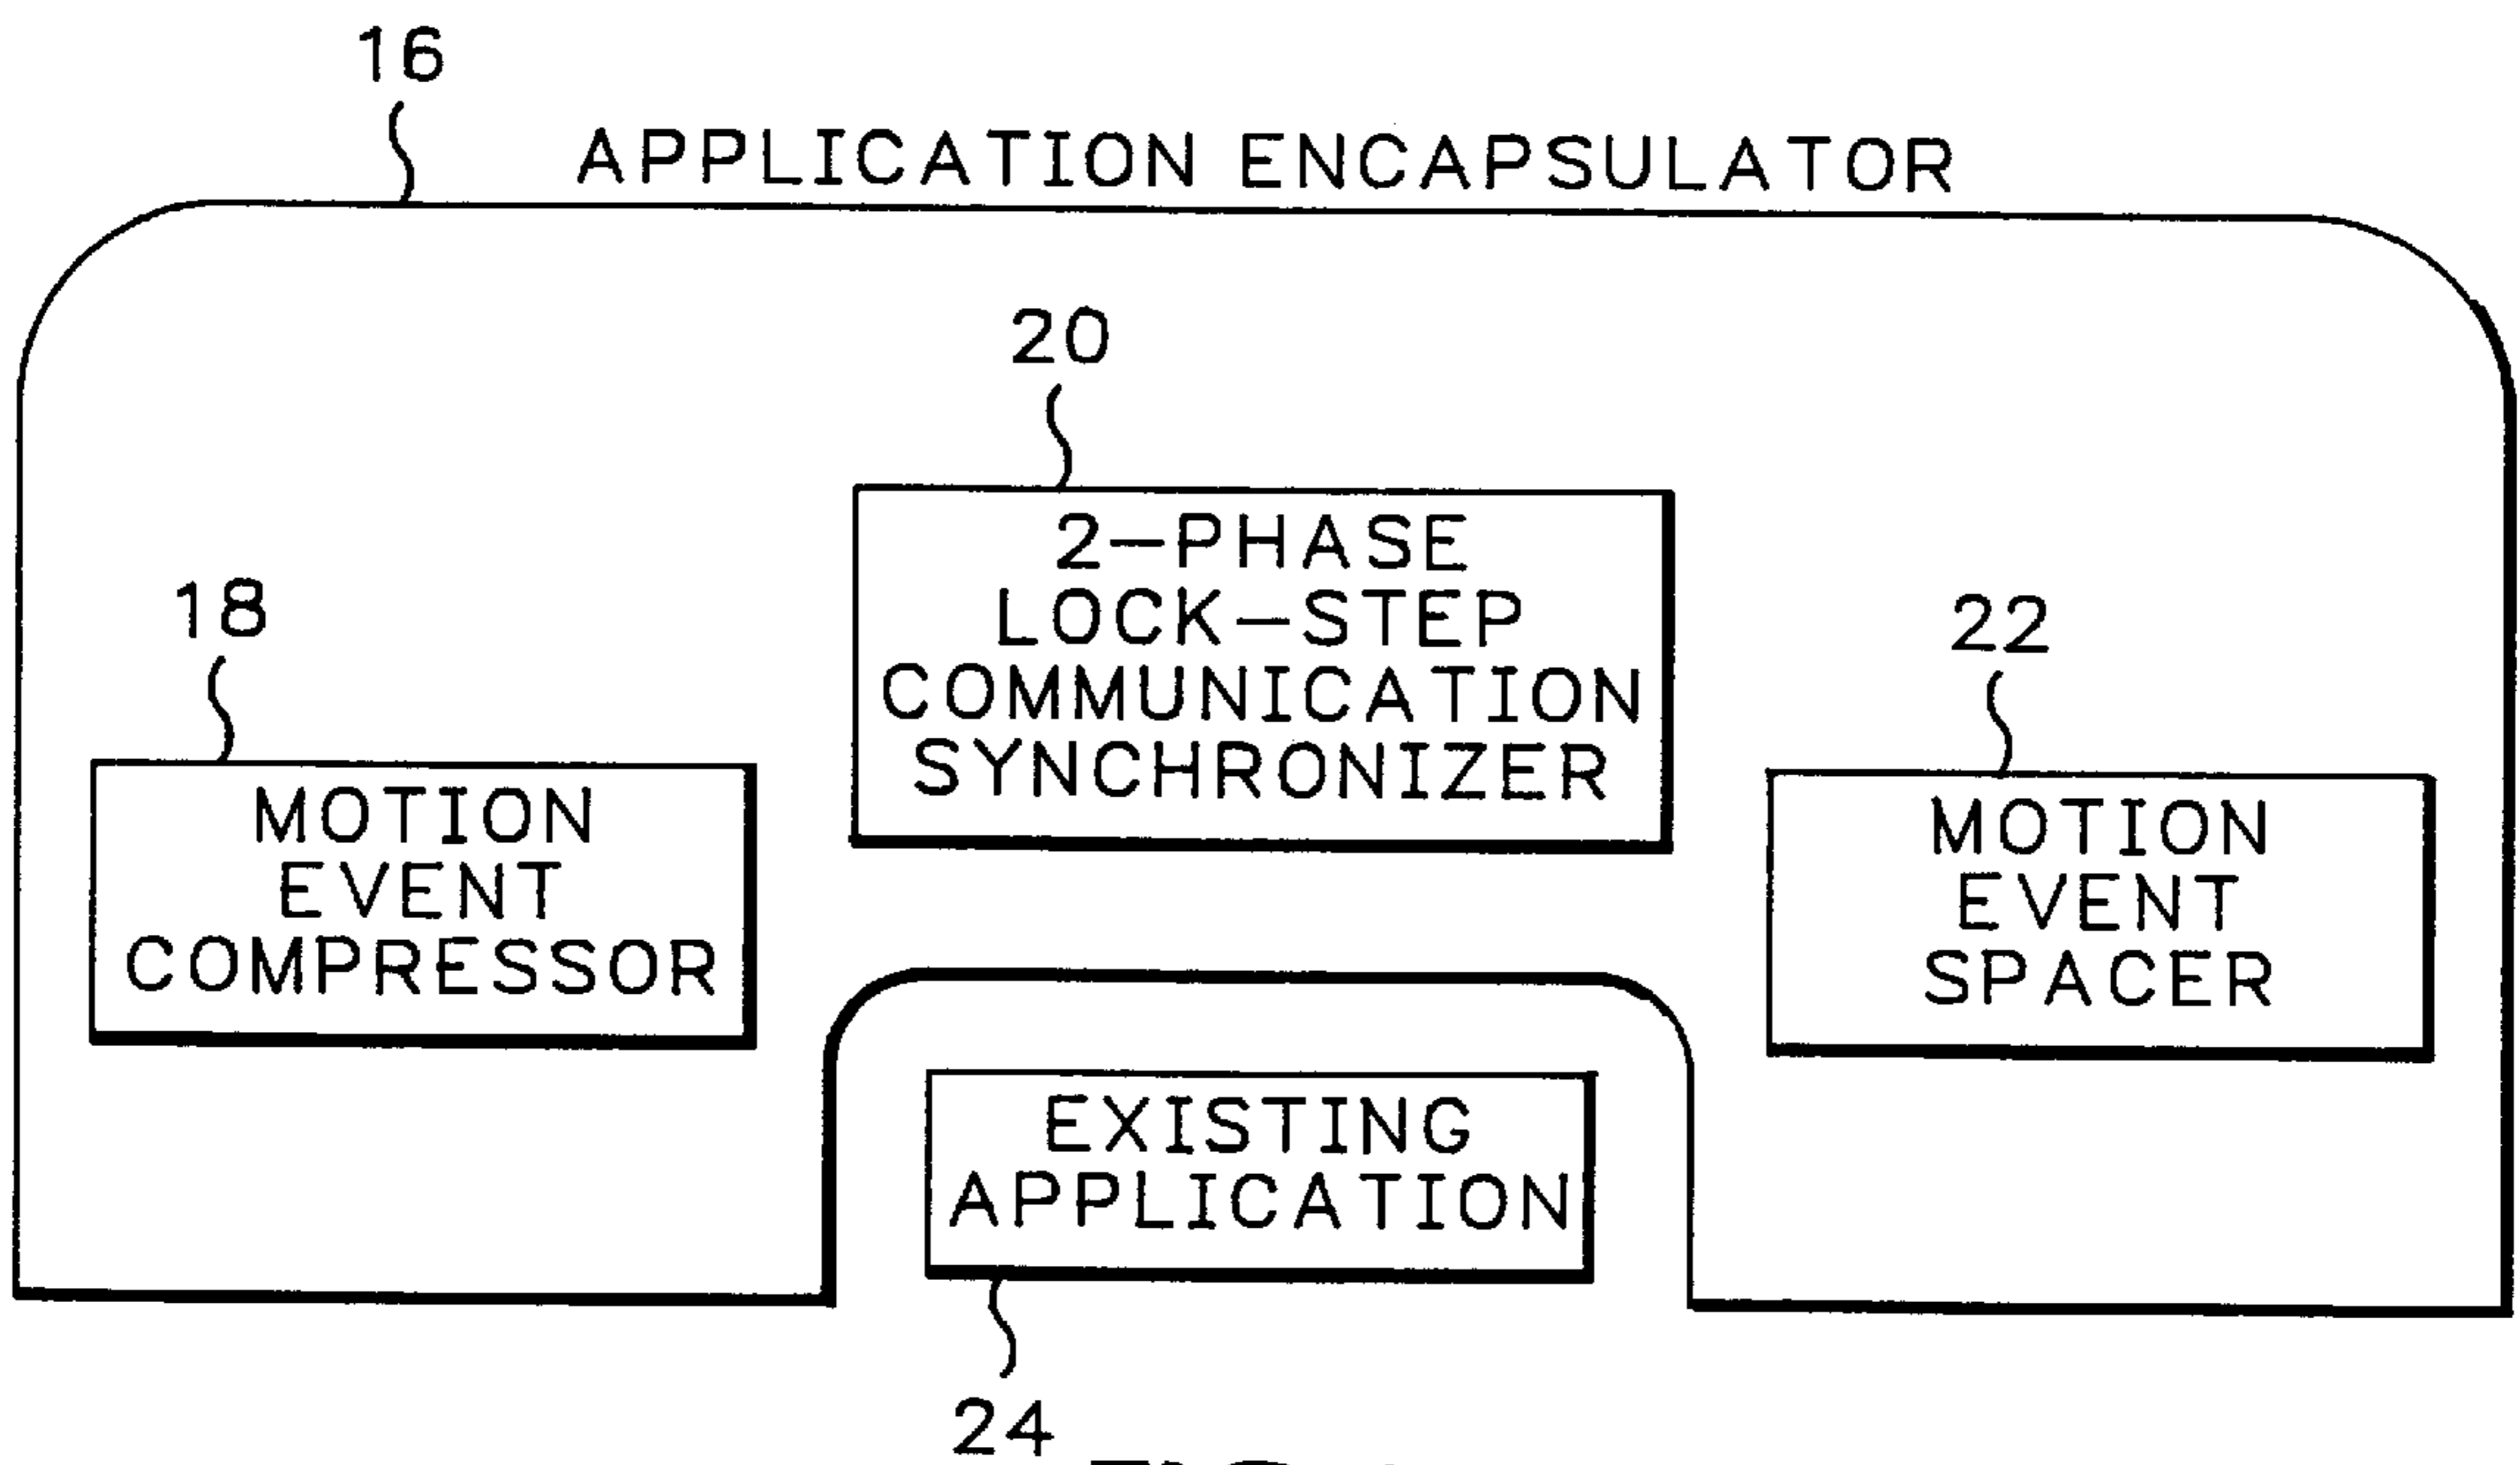 16
APPLICATION ENCAPSULATOR
20
2-PHASE
LOCK-STEP
COMMUNICATION
SYNCHRONIZER
18
MOTION
EVENT
COMPRESSOR
22
MOTION
EVENT
SPACER
EXISTING
APPLICATION
24